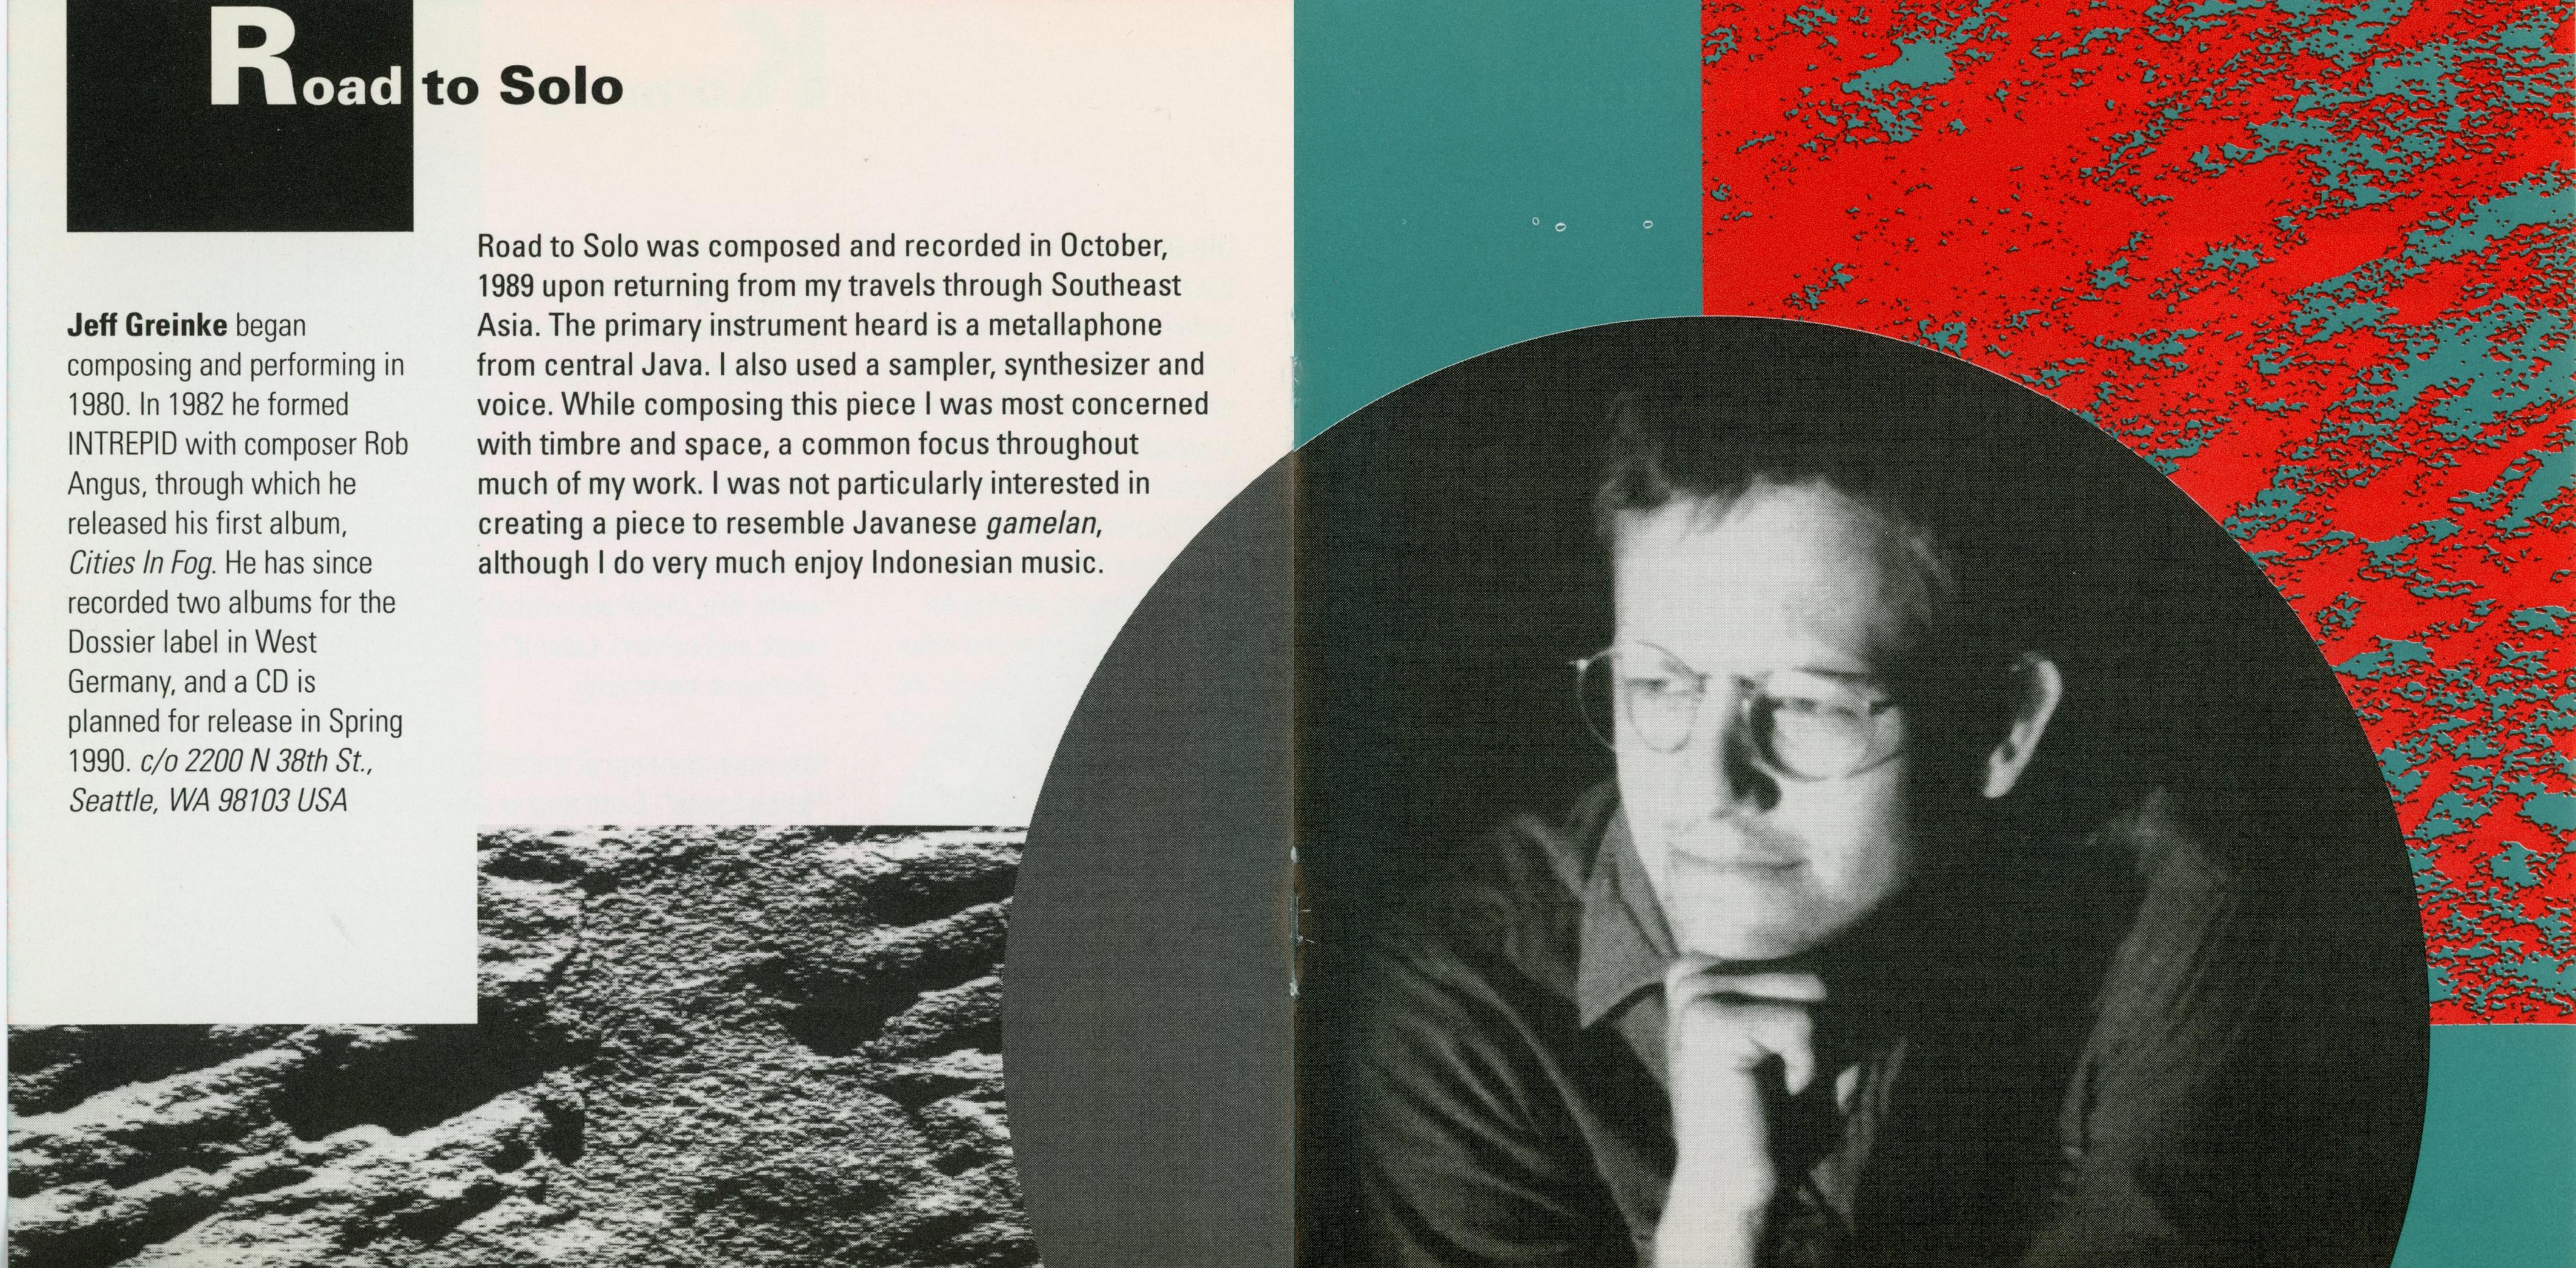 Road to Solo
Jeff Greinke began
composing and performing in
1980. In 1982 he formed
INTREPID with composer Rob
Angus, through which he
released his first album,
Cities In Fog. He has since
recorded two albums for the
Dossier label in West
Germany, and a CD is
planned for release in Spring
1990. c/o 2200 N 38th St.,
Seattle, WA 98103 USA
Road to Solo was composed and recorded in October,
1989 upon returning from my travels through Southeast
Asia. The primary instrument heard is a metallaphone
from central Java. I also used a sampler, synthesizer and
voice. While composing this piece I was most concerned
with timbre and space, a common focus throughout
much of my work. I was not particularly interested in
creating a piece to resemble Javanese gamelan,
although I do very much enjoy Indonesian music.